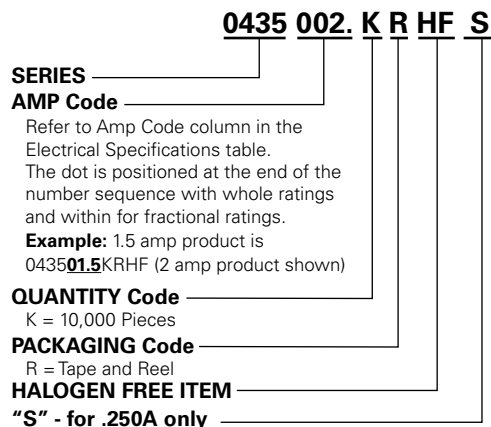 0435 002. K R HF S
SERIES
AMP Code
Refer to Amp Code column in the
Electrical Specifications table.
The dot is positioned at the end of the
number sequence with whole ratings
and within for fractional ratings.
Example: 1.5 amp product is
043501.5KRHF (2 amp product shown)
QUANTITY Code
K = 10,000 Pieces
PACKAGING Code
R = Tape and Reel
HALOGEN FREE ITEM
"S" - for .250A only